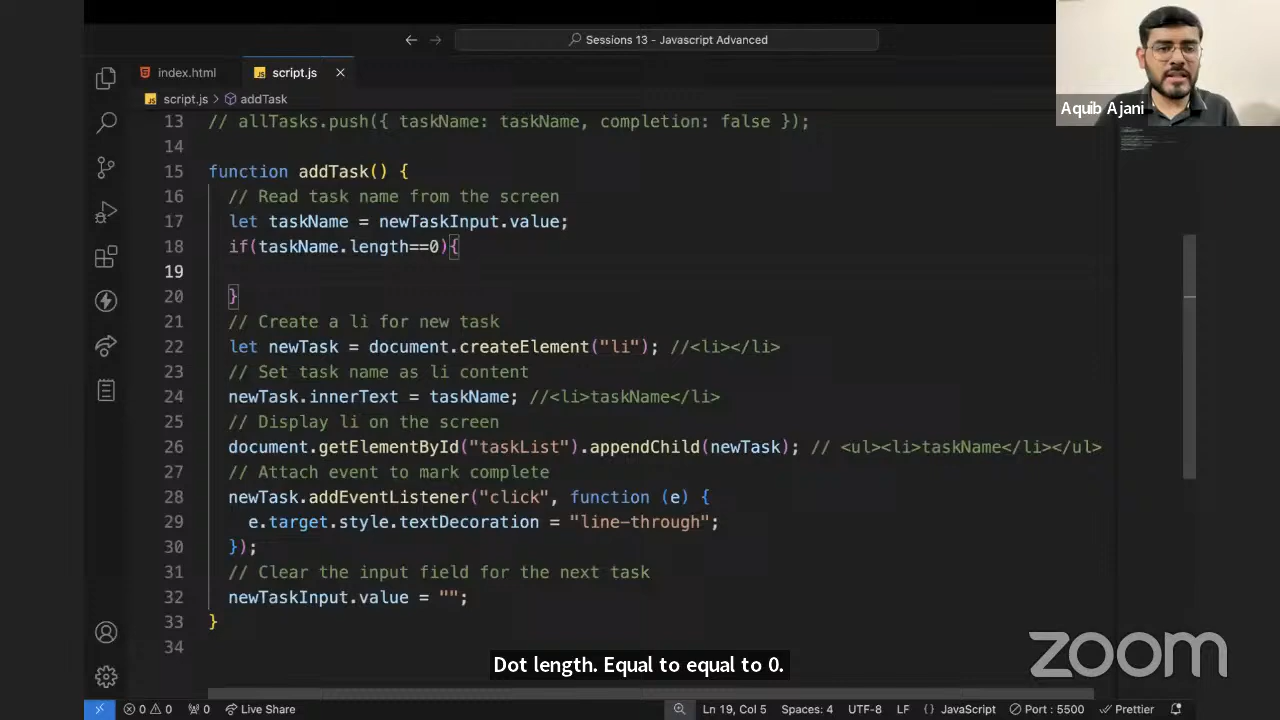 Sessions 13 - Javascript Advanced
Aquib Ajani
index.html
script.js
script.js > addTask
13 // allTasks.push({ taskName: taskName, completion: false });
14
15 function addTask() {
16 // Read task name from the screen
17 let taskName = newTaskInput.value;
18 if(taskName.length==0){
19
20 }
21 // Create a li for new task
22 let newTask = document.createElement("li"); //<li></li>
23 // Set task name as li content
24 newTask.innerText = taskName; //<li>taskName</li>
25 // Display li on the screen
26 document.getElementById("taskList").appendChild(newTask); // <ul><li>taskName</li></ul>
27 // Attach event to mark complete
28 newTask.addEventListener("click", function (e) {
29 e.target.style.textDecoration = "line-through";
30 });
31 // Clear the input field for the next task
32 newTaskInput.value = "";
33 }
34
Dot length. Equal to equal to 0.
zoom
0 0 0 Live Share Ln 19, Col 5 Spaces: 4 UTF-8 LF {} JavaScript Port : 5500 Prettier